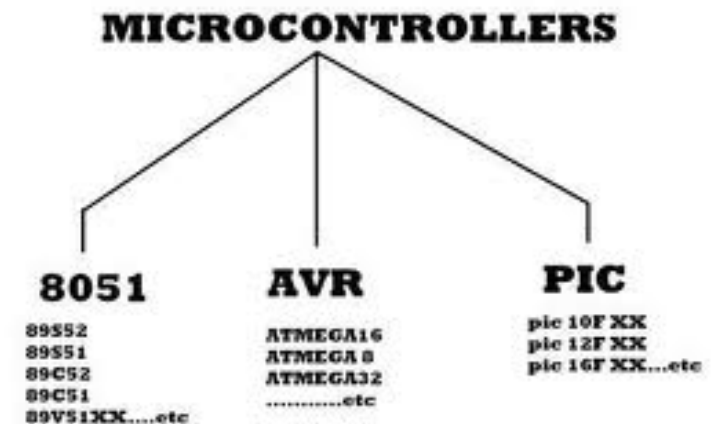 MICROCONTROLLERS
8051
89S52
89S51
89C52
89C51
89V51XX....etc
AVR
ATMEGA16
ATMEGA 8
ATMEGA32
...........etc
PIC
pic 10F XX
pic 12F XX
pic 16F XX...etc